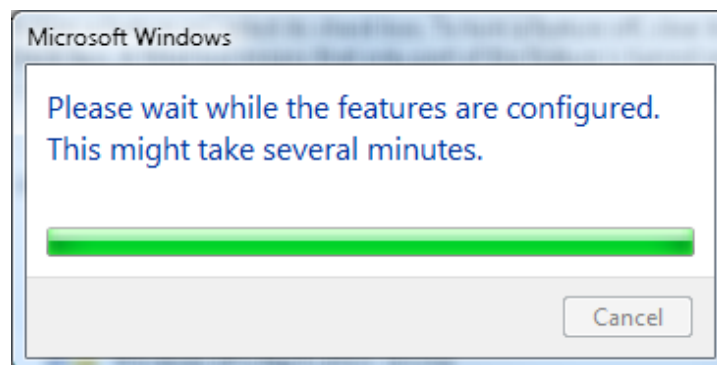 Microsoft Windows
Please wait while the features are configured.
This might take several minutes.
Cancel